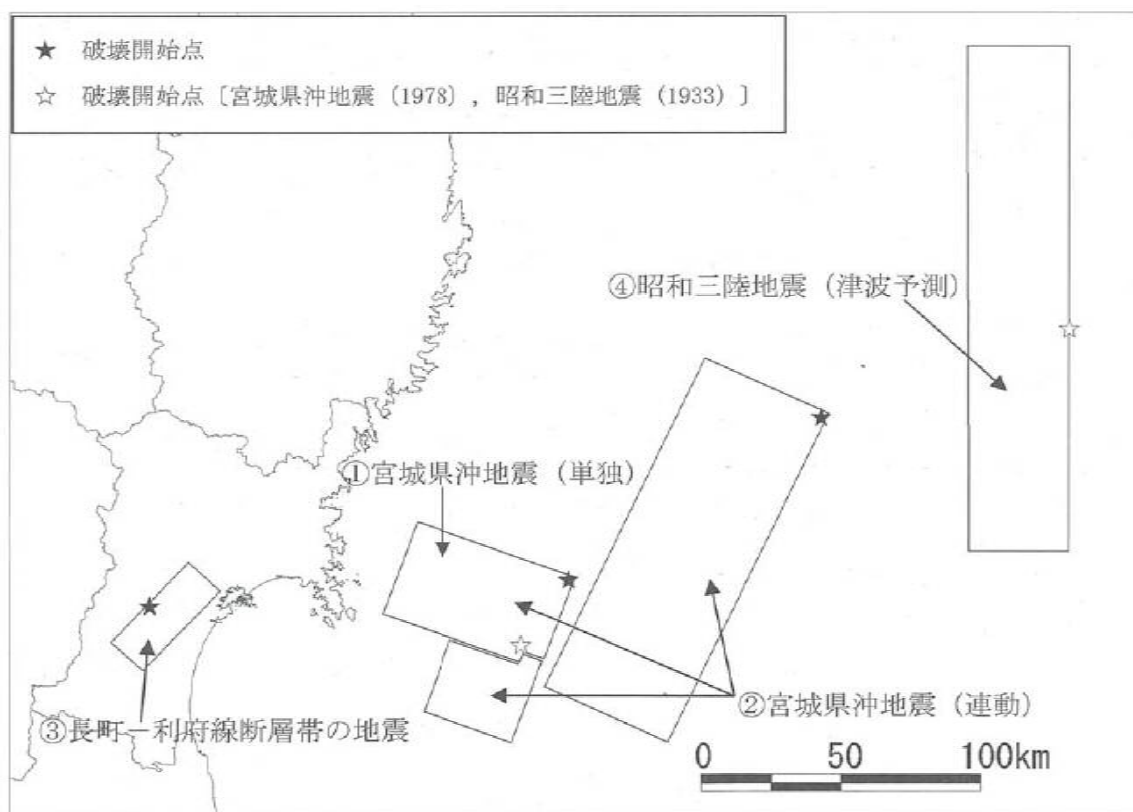 ★ 破壊開始点
☆ 破壊開始点〔宮城県沖地震（1978），昭和三陸地震（1933）〕
④昭和三陸地震（津波予測）
①宮城県沖地震（単独）
②宮城県沖地震（連動）
③長町－利府線断層帯の地震
0 50 100km